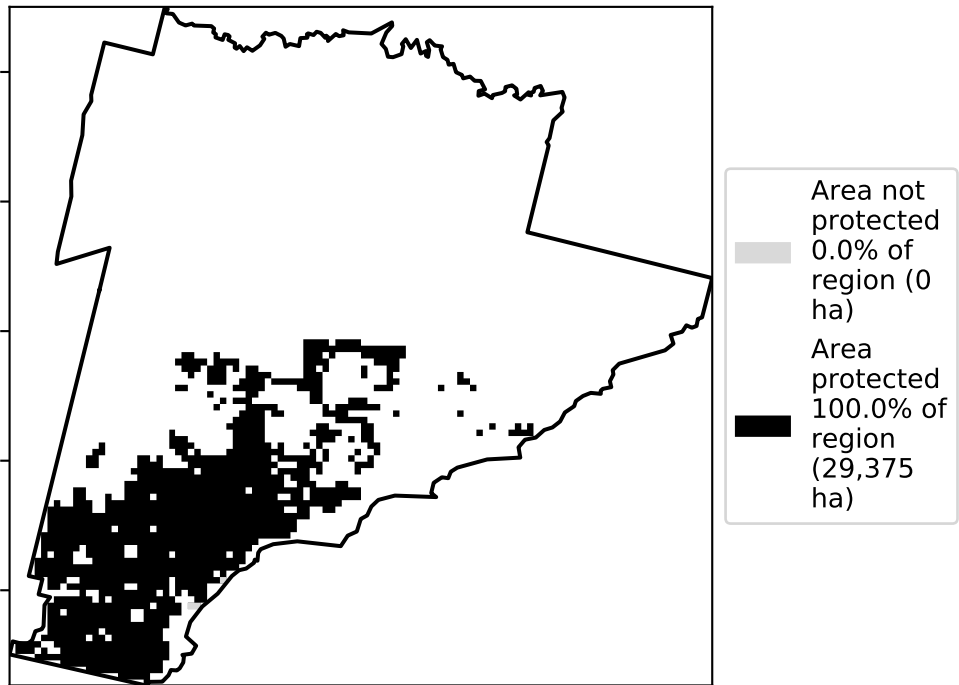 Area not
protected
0.0% of
region (0
ha)
Area
protected
100.0% of
region
(29,375
ha)